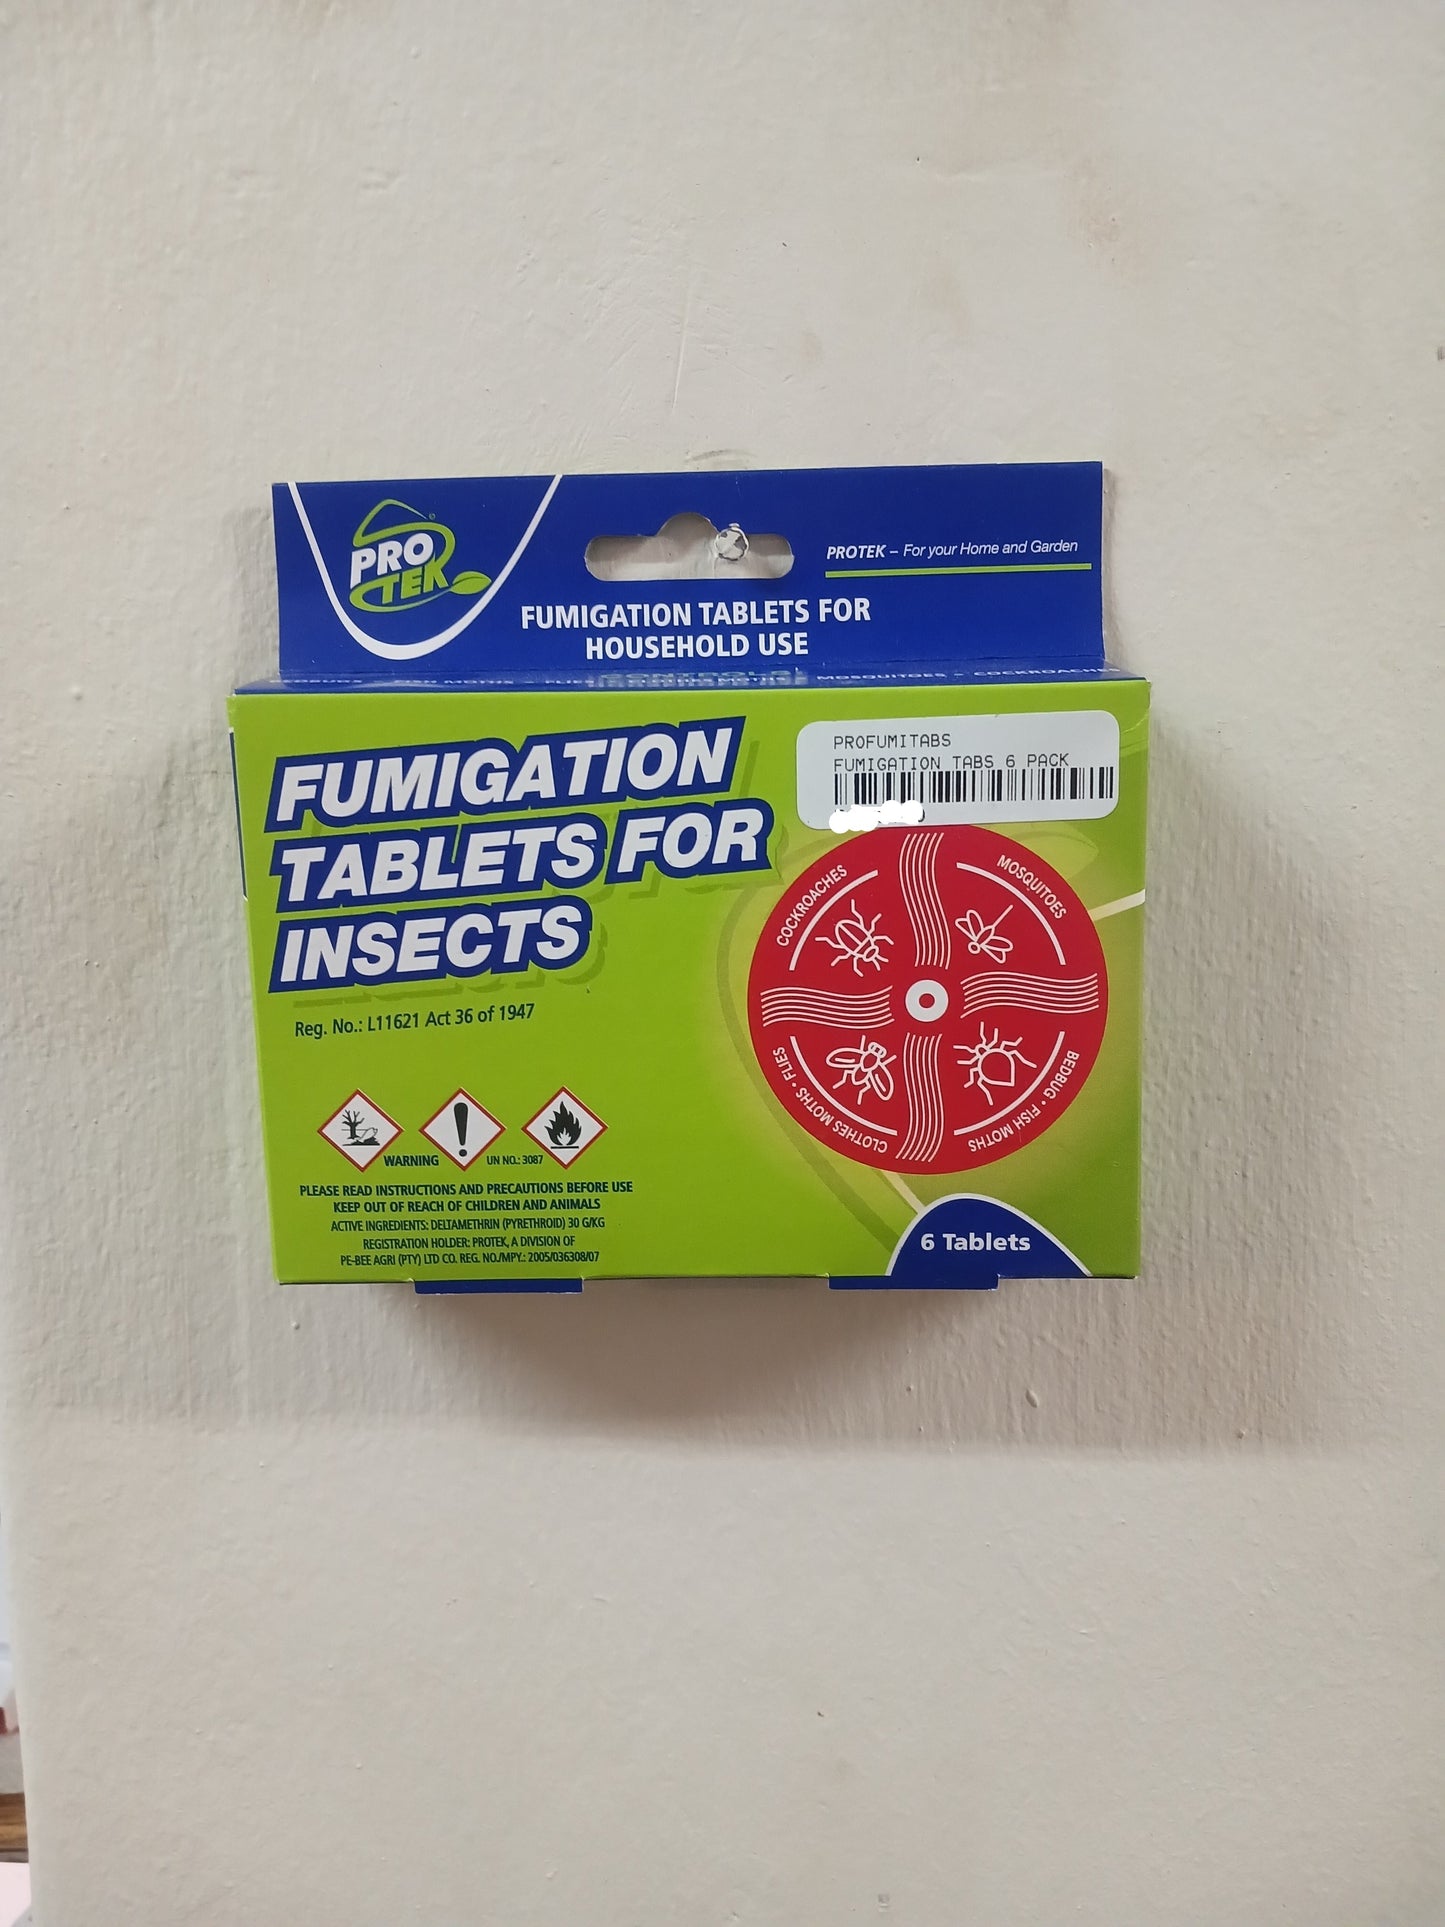 PRO
TEK
PROTEK – For your Home and Garden
FUMIGATION TABLETS FOR
HOUSEHOLD USE
MOSQUITOES – COCKROACHES
FUMIGATION
TABLETS FOR
INSECTS
Reg. No.: L11621 Act 36 of 1947
PROFUMITABS
FUMIGATION TABS 6 PACK
COCKROACHES
MOSQUITOES
CLOTHES MOTHS • FLIES
BEDBUG • FISH MOTHS
WARNING
UN NO.: 3087
PLEASE READ INSTRUCTIONS AND PRECAUTIONS BEFORE USE
KEEP OUT OF REACH OF CHILDREN AND ANIMALS
ACTIVE INGREDIENTS: DELTAMETHRIN (PYRETHROID) 30 G/KG
REGISTRATION HOLDER: PROTEK, A DIVISION OF
PE-BEE AGRI (PTY) LTD CO. REG. NO./MPY.: 2005/036308/07
6 Tablets